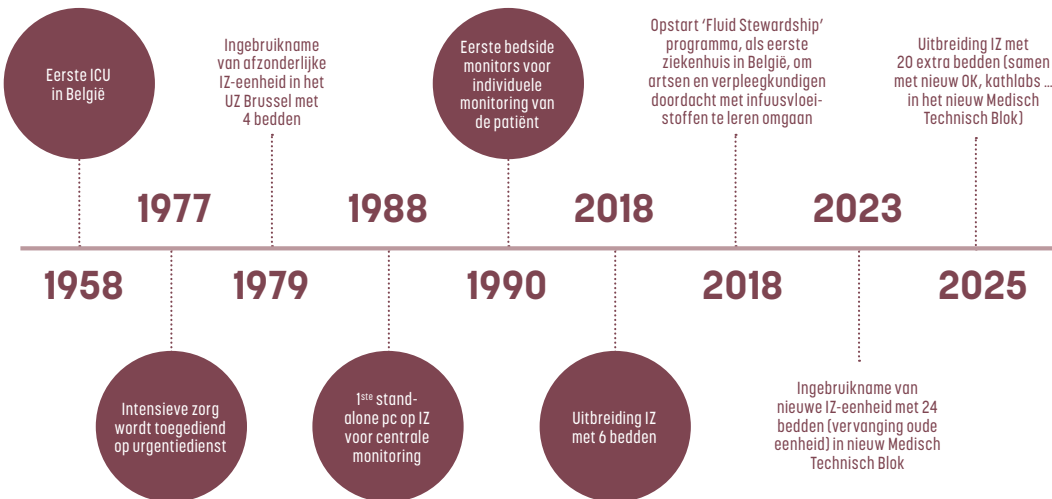 Eerste ICU
in België
1958
1977
Intensieve zorg
wordt toegediend
op urgentiedienst
Ingebruikname
van afzonderlijke
IZ-eenheid in het
UZ Brussel met
4 bedden
1979
1988
1ste stand-
alone pc op IZ
voor centrale
monitoring
Eerste bedside
monitors voor
individuele
monitoring van
de patiënt
1990
2018
Uitbreiding IZ
met 6 bedden
Opstart ‘Fluid Stewardship’
programma, als eerste
ziekenhuis in België, om
artsen en verpleegkundigen
doordacht met infuusvloei-
stoffen te leren omgaan
2018
2023
Ingebruikname van
nieuwe IZ-eenheid met 24
bedden (vervanging oude
eenheid) in nieuw Medisch
Technisch Blok
Uitbreiding IZ met
20 extra bedden (samen
met nieuw OK, kathlabs ...
in het nieuw Medisch
Technisch Blok)
2025